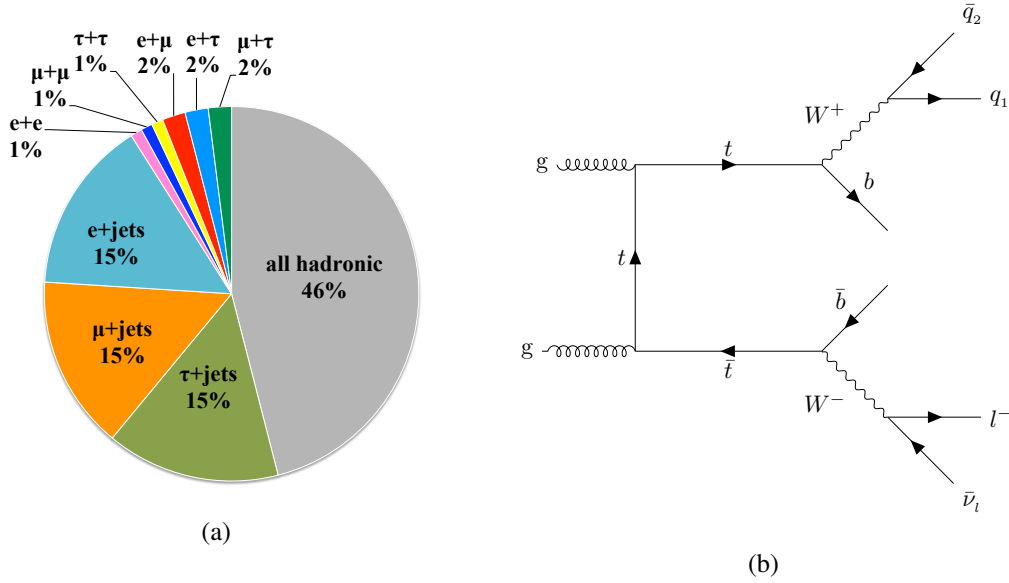 τ+τ
1%
e+μ
2%
e+τ
2%
μ+τ
2%
μ+μ
1%
e+e
1%
e+jets
15%
all hadronic
46%
μ+jets
15%
τ+jets
15%
(a)
q̄₂
q₁
W⁺
g
t
b
t
b̄
g
t̄
W⁻
l⁻
ν̄ₗ
(b)